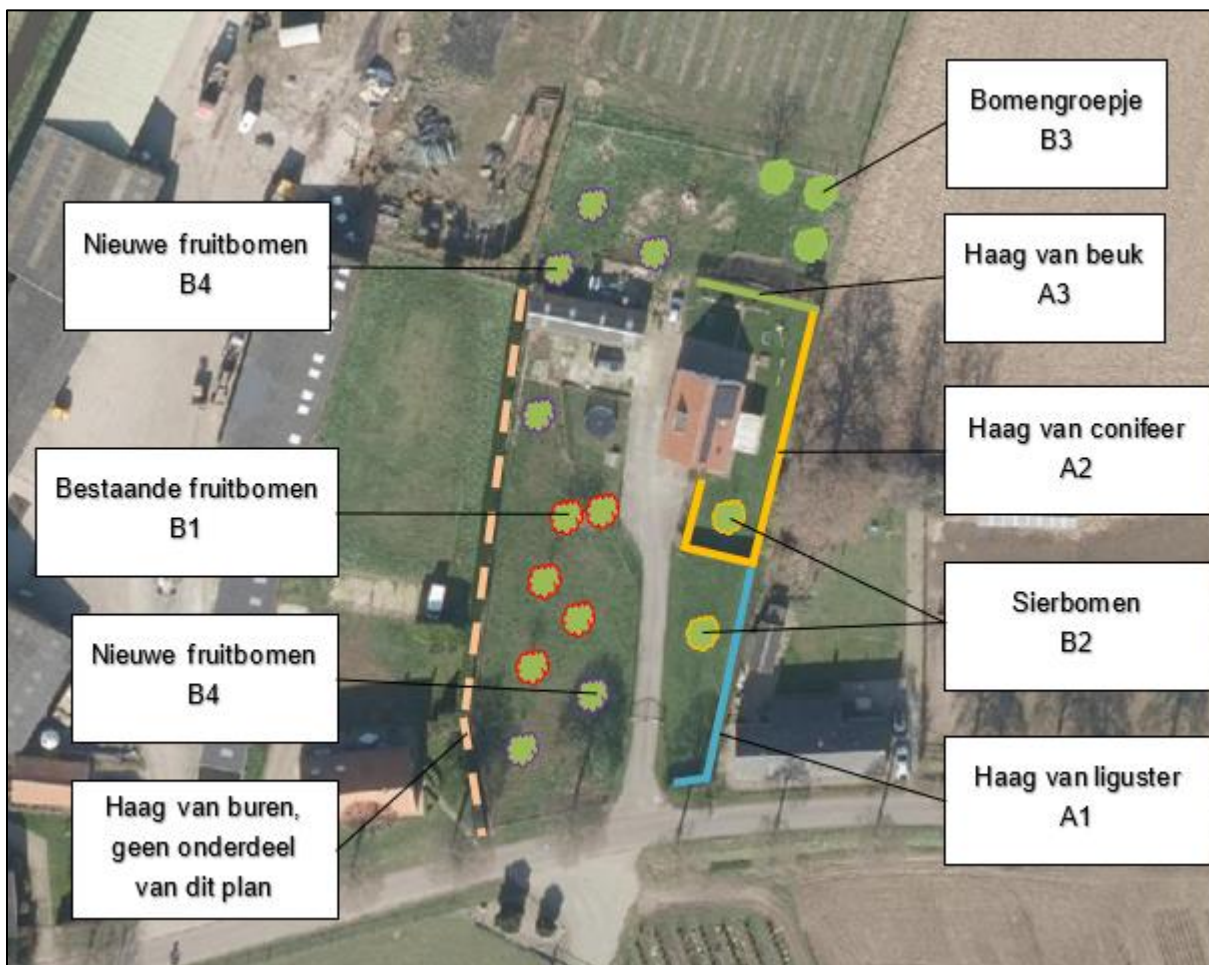 Bomengroepje
B3
Nieuwe fruitbomen
B4
Haag van beuk
A3
Haag van conifeer
A2
Bestaande fruitbomen
B1
Sierbomen
B2
Nieuwe fruitbomen
B4
Haag van liguster
A1
Haag van buren,
geen onderdeel
van dit plan